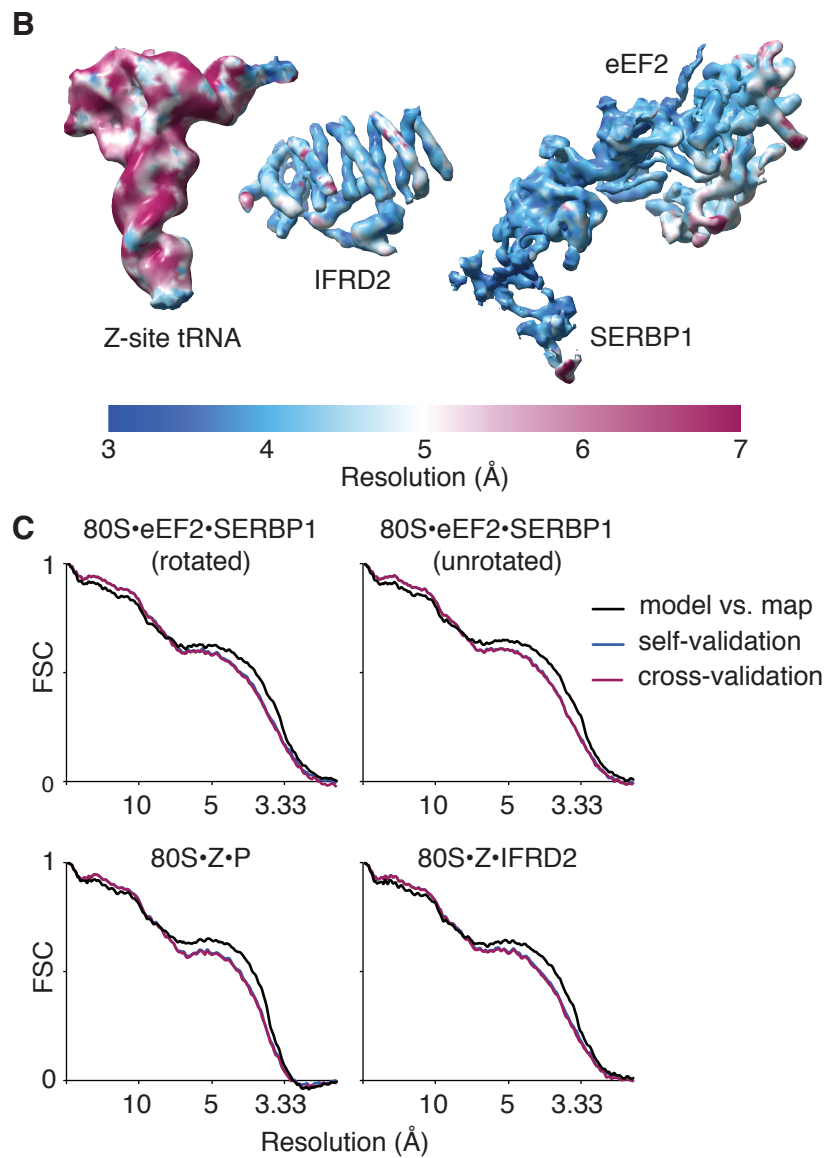 B
eEF2
IFRD2
Z-site tRNA
SERBP1
3 4 5 6 7
Resolution (Å)
C
80S•eEF2•SERBP1
(rotated)
80S•eEF2•SERBP1
(unrotated)
model vs. map
self-validation
cross-validation
1
FSC
0
10 5 3.33
10 5 3.33
80S•Z•P
80S•Z•IFRD2
1
FSC
0
10 5 3.33
10 5 3.33
Resolution (Å)